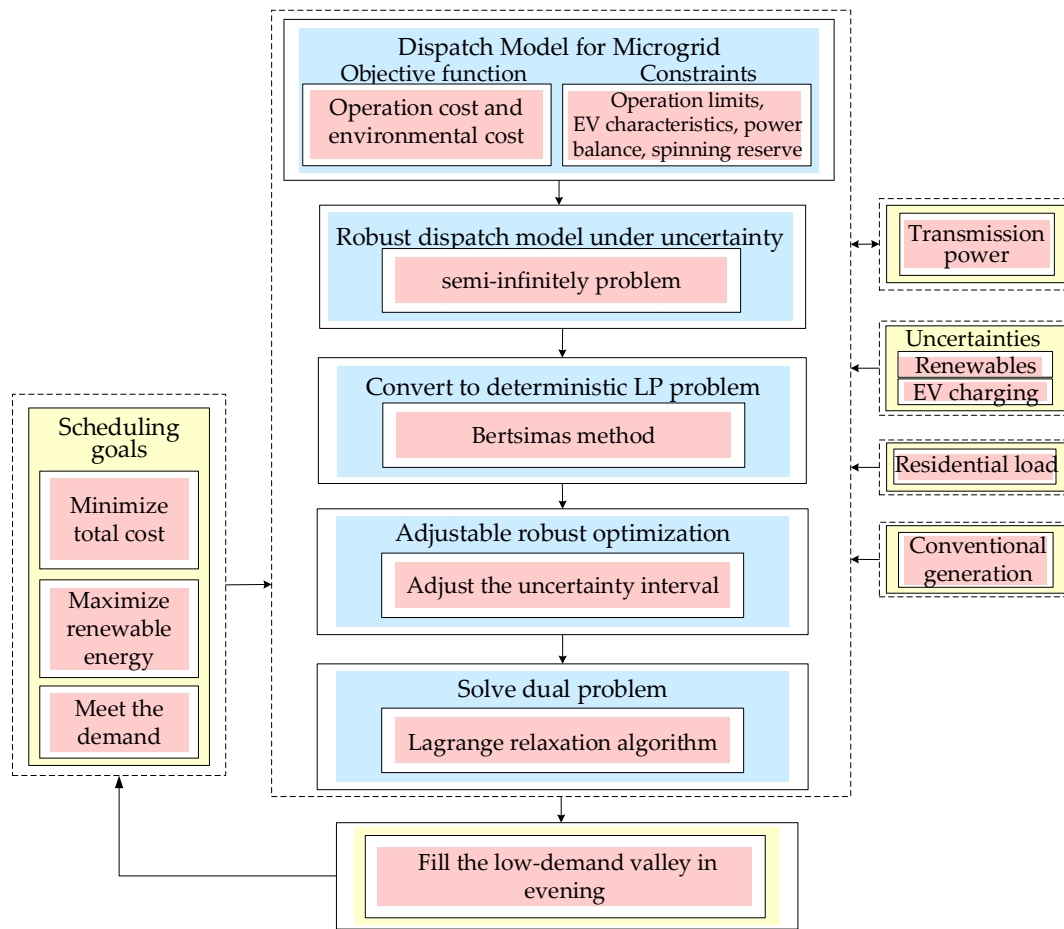 Dispatch Model for Microgrid
Objective function
Constraints
Operation cost and
environmental cost
Operation limits,
EV characteristics, power
balance, spinning reserve
Robust dispatch model under uncertainty
semi-infinitely problem
Convert to deterministic LP problem
Bertsimas method
Adjustable robust optimization
Adjust the uncertainty interval
Solve dual problem
Lagrange relaxation algorithm
Fill the low-demand valley in
evening
Scheduling
goals
Minimize
total cost
Maximize
renewable
energy
Meet the
demand
Transmission
power
Uncertainties
Renewables
EV charging
Residential load
Conventional
generation